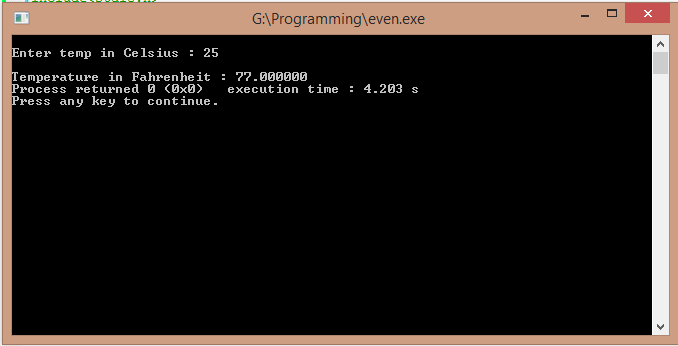 G:\Programming\even.exe
Enter temp in Celsius : 25
Temperature in Fahrenheit : 77.000000
Process returned 0 (0x0)   execution time : 4.203 s
Press any key to continue.